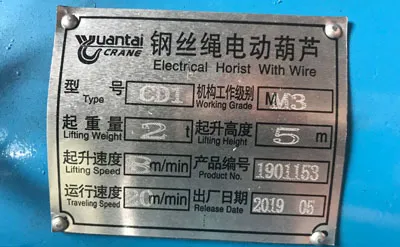 Yuantai
CRANE
钢丝绳电动葫芦
Electrical Horist With Wire
型 号 CD1 机构工作级别 M M3
Type Working Grade
起重量 2 t 起升高度 5 m
Lifting Weight Lifting Height
起升速度 8 m/min 产品编号 1901153
Lifting Speed Product No.
运行速度 20 m/min 出厂日期 2019 05
Traveling Speed Release Date